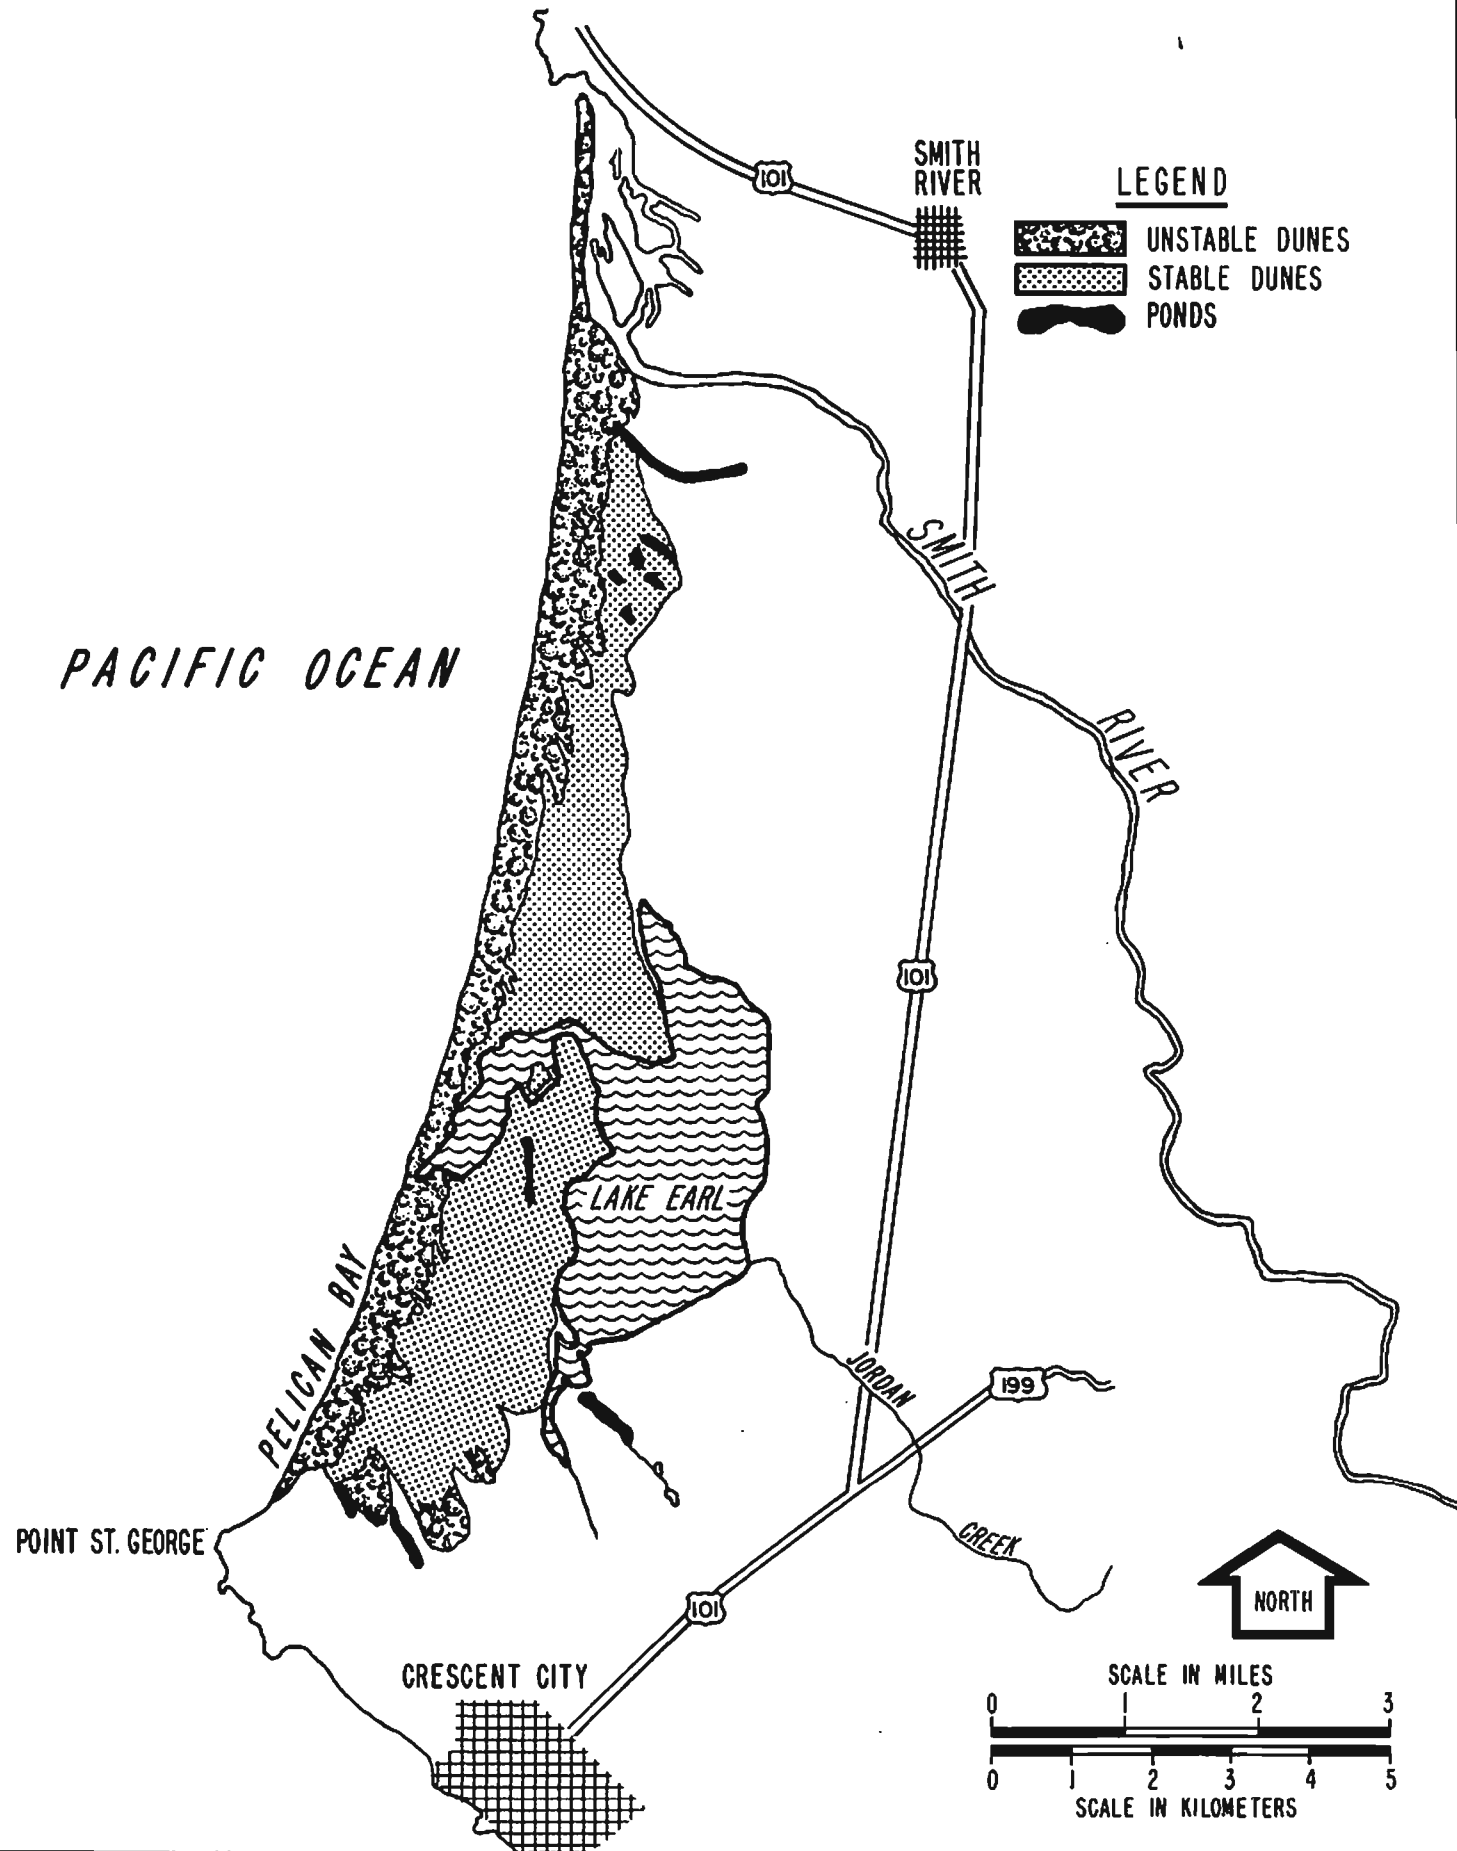 101
SMITH
RIVER
LEGEND
UNSTABLE DUNES
STABLE DUNES
PONDS
SMITH
RIVER
PACIFIC OCEAN
101
LAKE EARL
PELICAN BAY
JORDAN
CREEK
199
POINT ST. GEORGE
101
NORTH
CRESCENT CITY
SCALE IN MILES
0 1 2 3
0 1 2 3 4 5
SCALE IN KILOMETERS